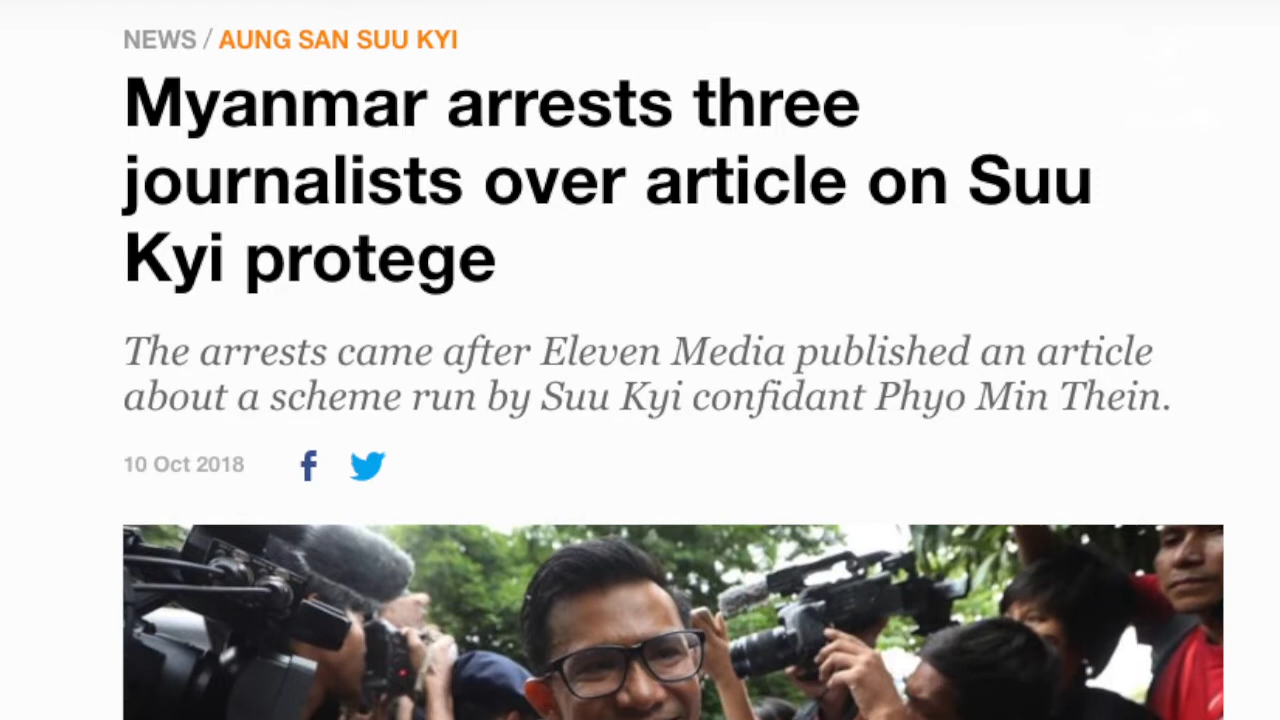 NEWS / AUNG SAN SUU KYI
Myanmar arrests three
journalists over article on Suu
Kyi protege
The arrests came after Eleven Media published an article
about a scheme run by Suu Kyi confidant Phyo Min Thein.
10 Oct 2018